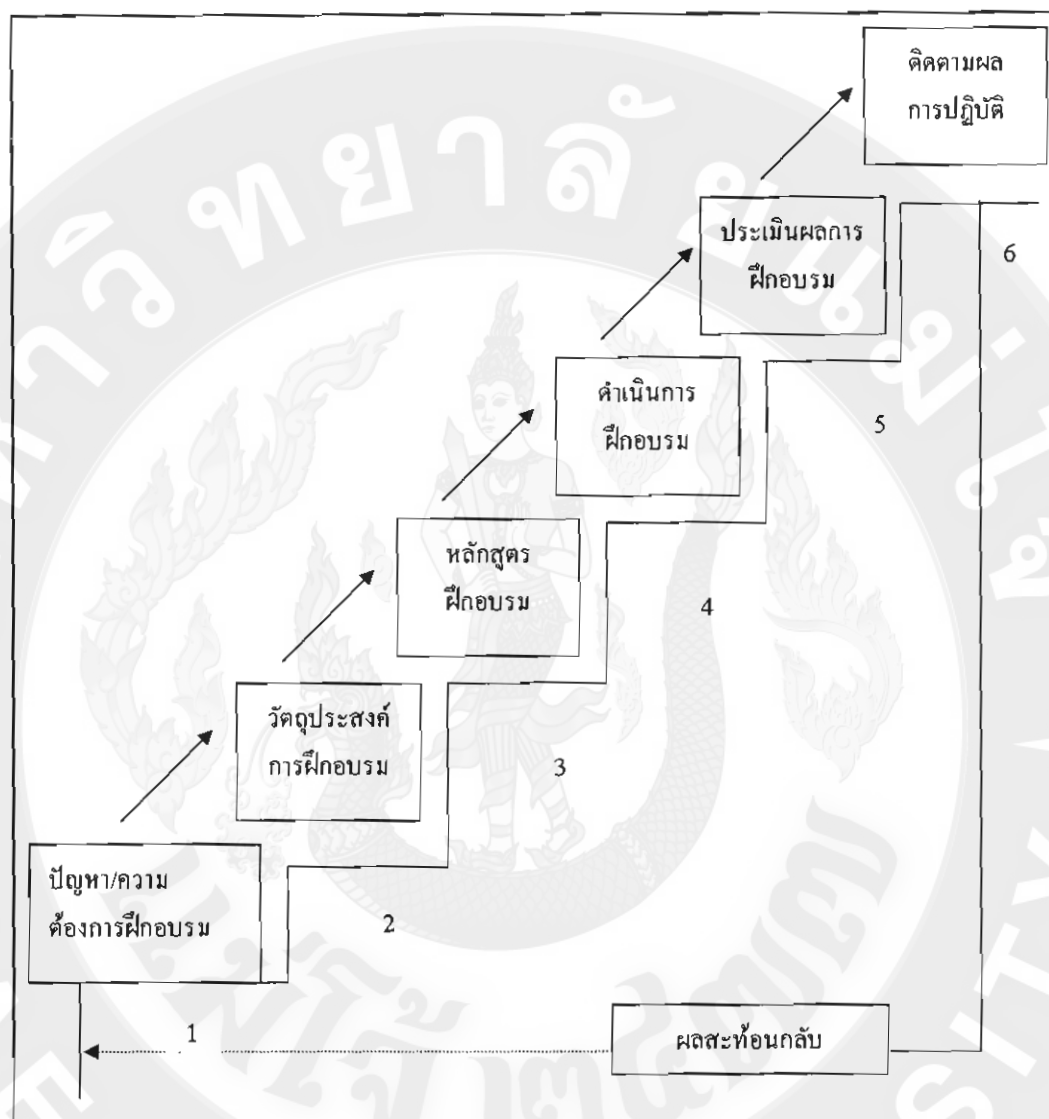 ติดตามผล
การปฏิบัติ
6
ประเมินผลการ
ฝึกอบรม
5
ดำเนินการ
ฝึกอบรม
4
หลักสูตร
ฝึกอบรม
3
วัตถุประสงค์
การฝึกอบรม
2
ปัญหา/ความ
ต้องการฝึกอบรม
1
ผลสะท้อนกลับ